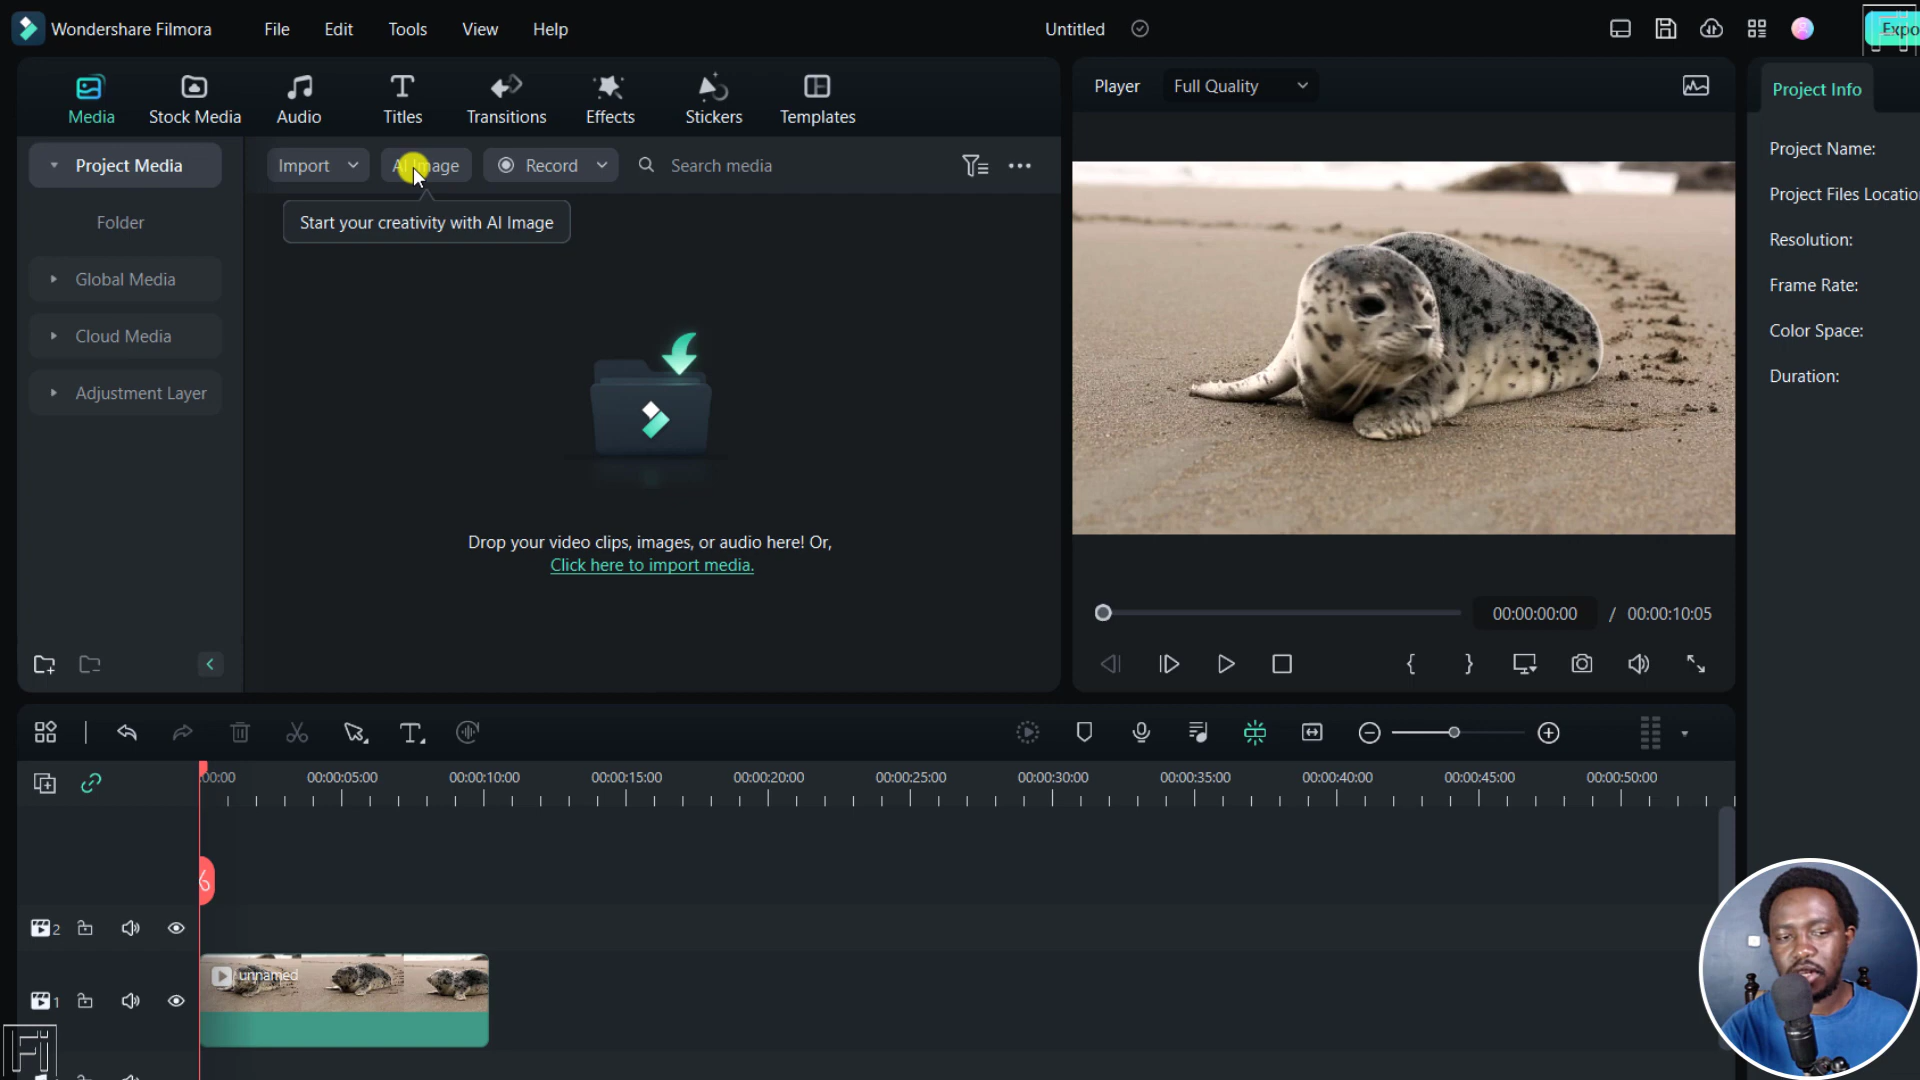 Wondershare Filmora File Edit Tools View Help
Untitled
Expo
Media Stock Media Audio Titles Transitions Effects Stickers Templates
Player Full Quality
Project Info
Project Media
Import
AI Image
Record
Search media
Folder
Start your creativity with AI Image
Global Media
Cloud Media
Adjustment Layer
Drop your video clips, images, or audio here! Or,
Click here to import media.
Project Name:
Project Files Locatio
Resolution:
Frame Rate:
Color Space:
Duration:
00:00:00:00 / 00:00:10:05
:00:00 00:00:05:00 00:00:10:00 00:00:15:00 00:00:20:00 00:00:25:00 00:00:30:00 00:00:35:00 00:00:40:00 00:00:45:00 00:00:50:00
2
unnamed
1